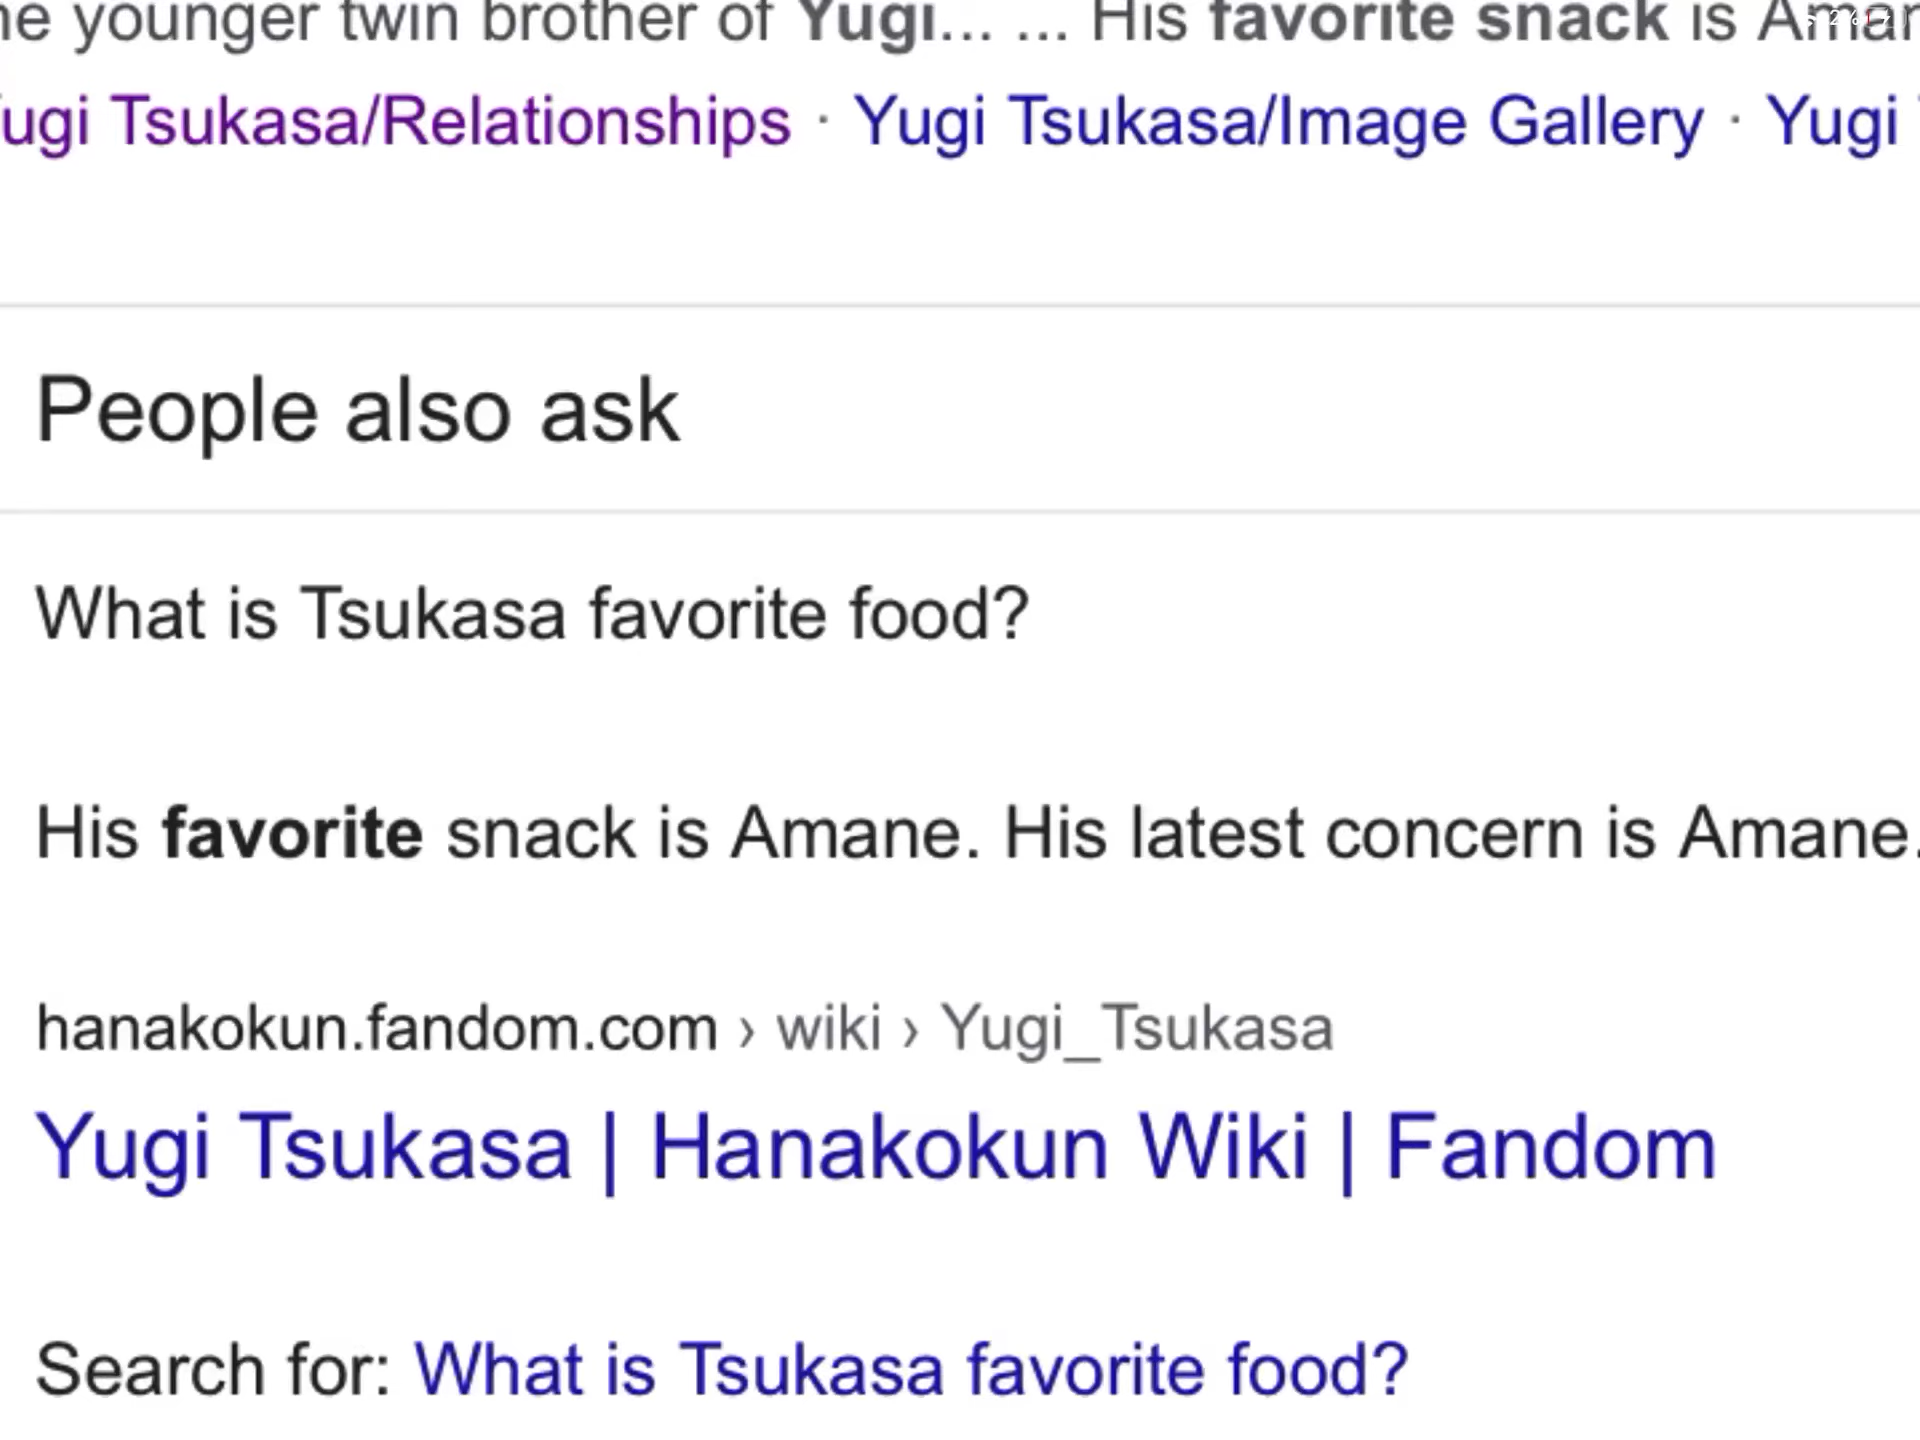 he younger twin brother of Yugi... ... His favorite snack is Aman
ugi Tsukasa/Relationships · Yugi Tsukasa/Image Gallery · Yugi
People also ask
What is Tsukasa favorite food?
His favorite snack is Amane. His latest concern is Amane.
hanakokun.fandom.com › wiki › Yugi_Tsukasa
Yugi Tsukasa | Hanakokun Wiki | Fandom
Search for: What is Tsukasa favorite food?